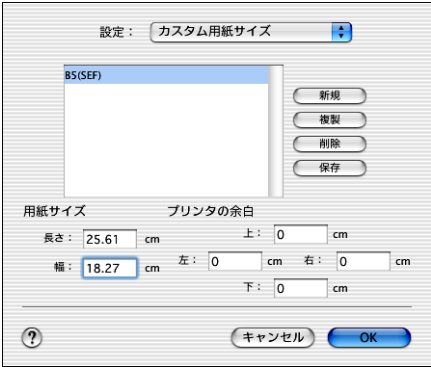 設定： カスタム用紙サイズ
B5(SEF)
新規
複製
削除
保存
用紙サイズ プリンタの余白
長さ： 25.61 cm 上： 0 cm
幅： 18.27 cm 左： 0 cm 右： 0 cm
下： 0 cm
? キャンセル OK